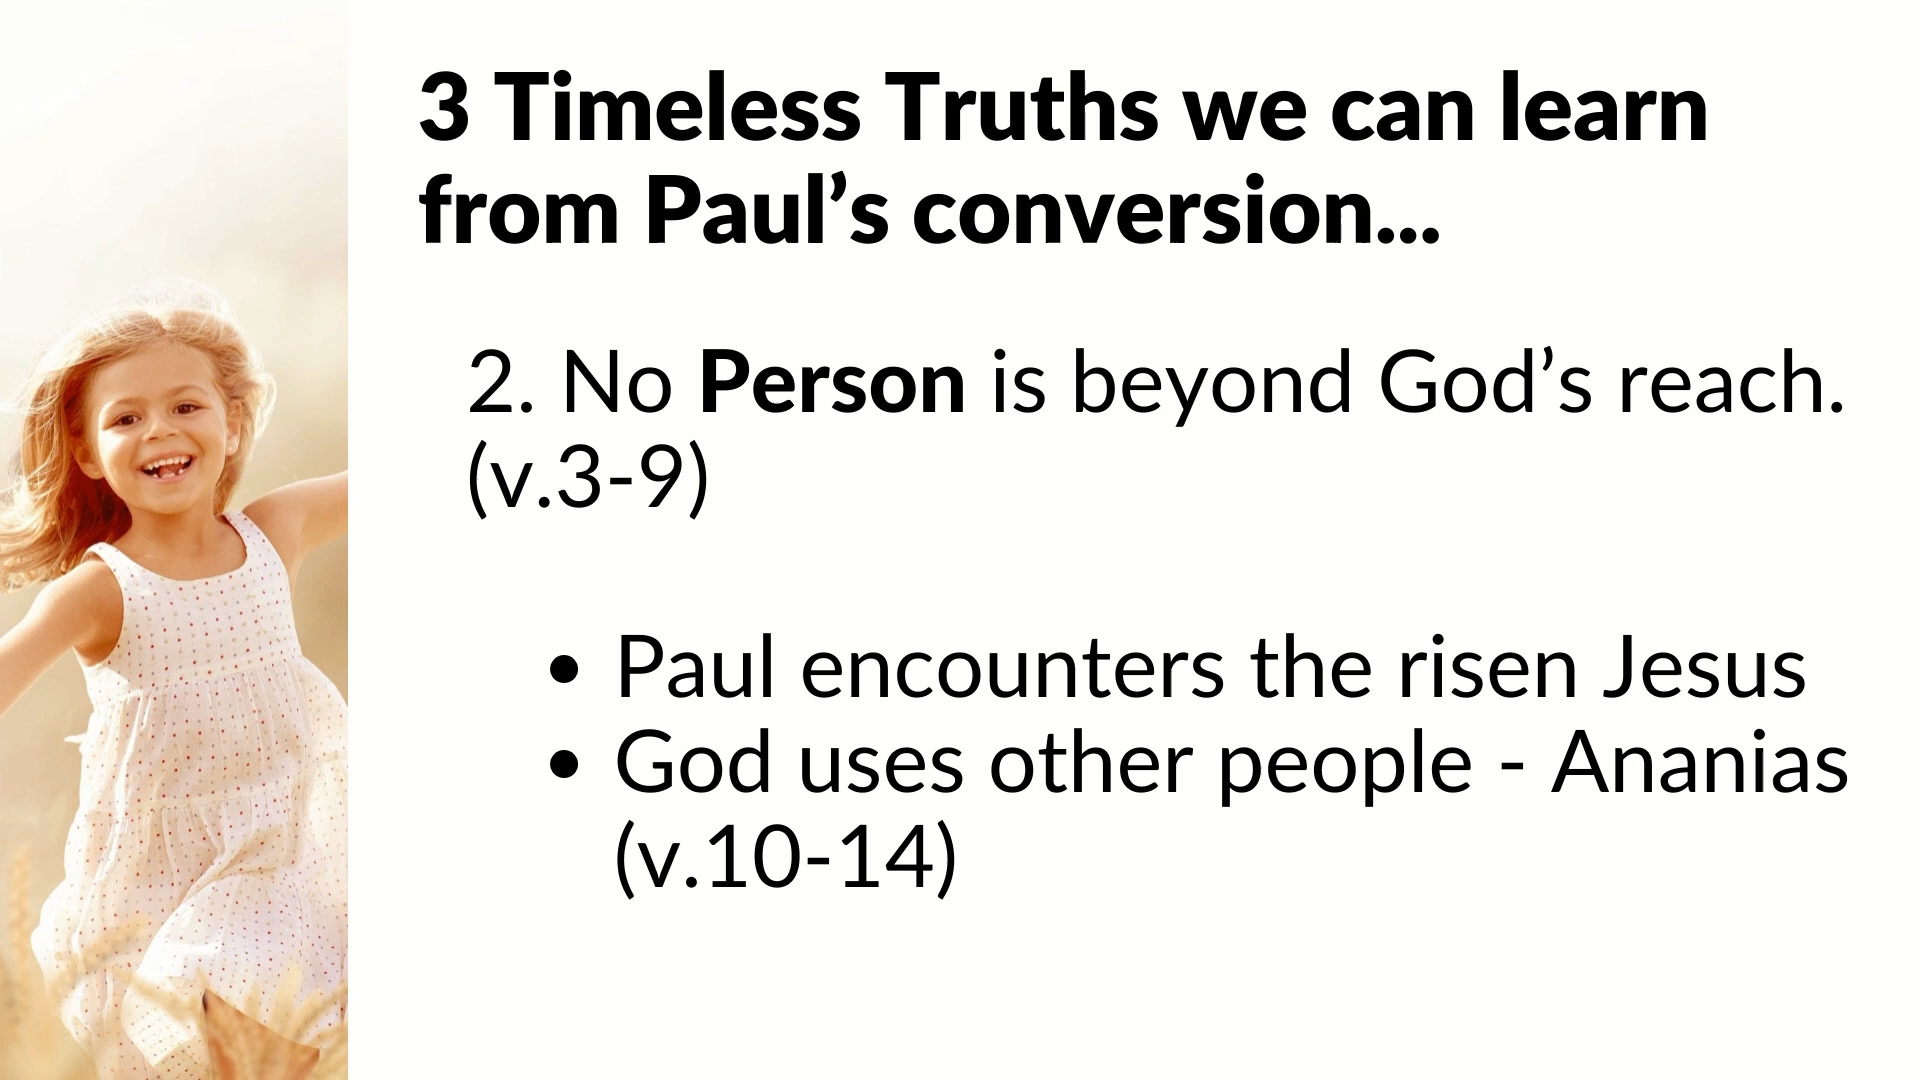 3 Timeless Truths we can learn
from Paul’s conversion...
2. No Person is beyond God’s reach.
(v.3-9)
• Paul encounters the risen Jesus
• God uses other people - Ananias
(v.10-14)